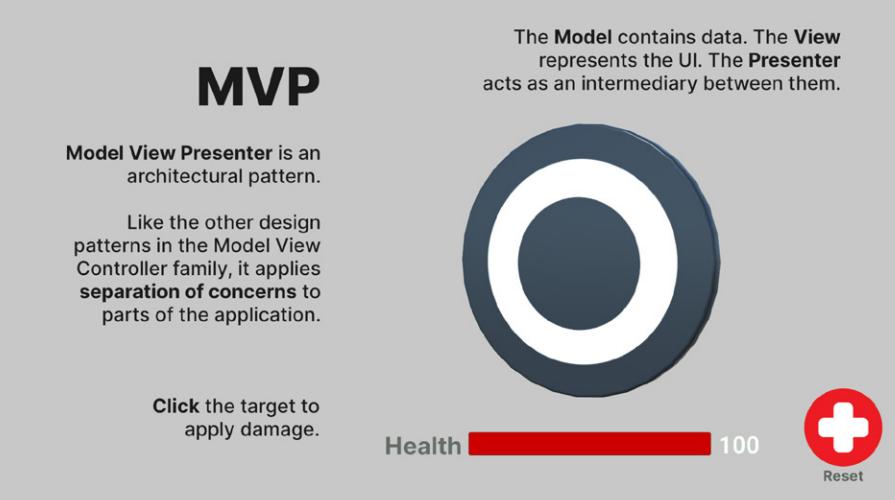 MVP
Model View Presenter is an
architectural pattern.
Like the other design
patterns in the Model View
Controller family, it applies
separation of concerns to
parts of the application.
Click the target to
apply damage.
The Model contains data. The View
represents the UI. The Presenter
acts as an intermediary between them.
Health 100
Reset